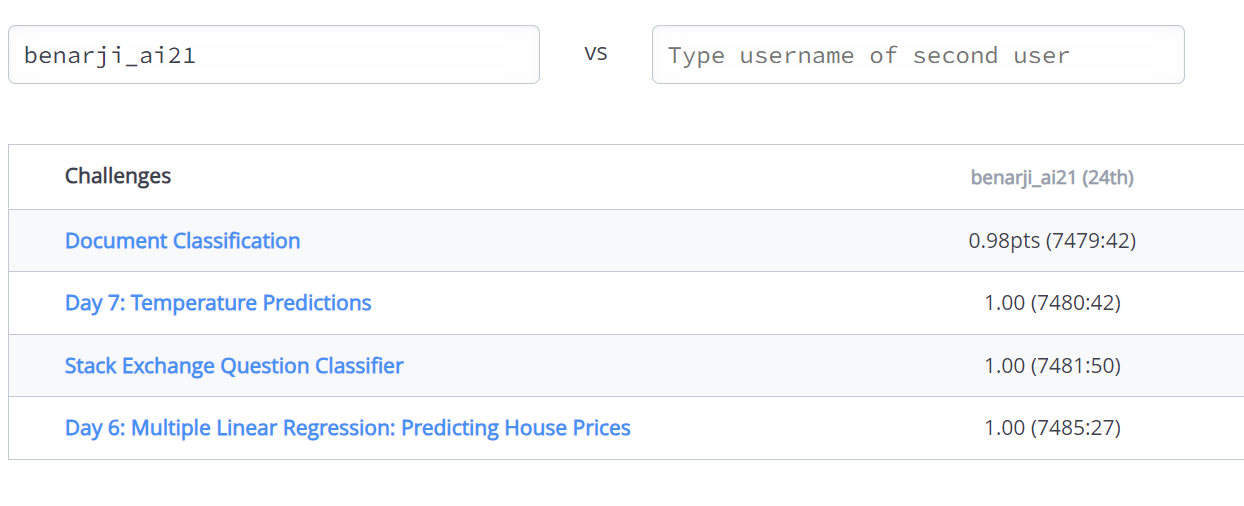 benarji_ai21 VS Type username of second user
Challenges benarji_ai21 (24th)
Document Classification 0.98pts (7479:42)
Day 7: Temperature Predictions 1.00 (7480:42)
Stack Exchange Question Classifier 1.00 (7481:50)
Day 6: Multiple Linear Regression: Predicting House Prices 1.00 (7485:27)